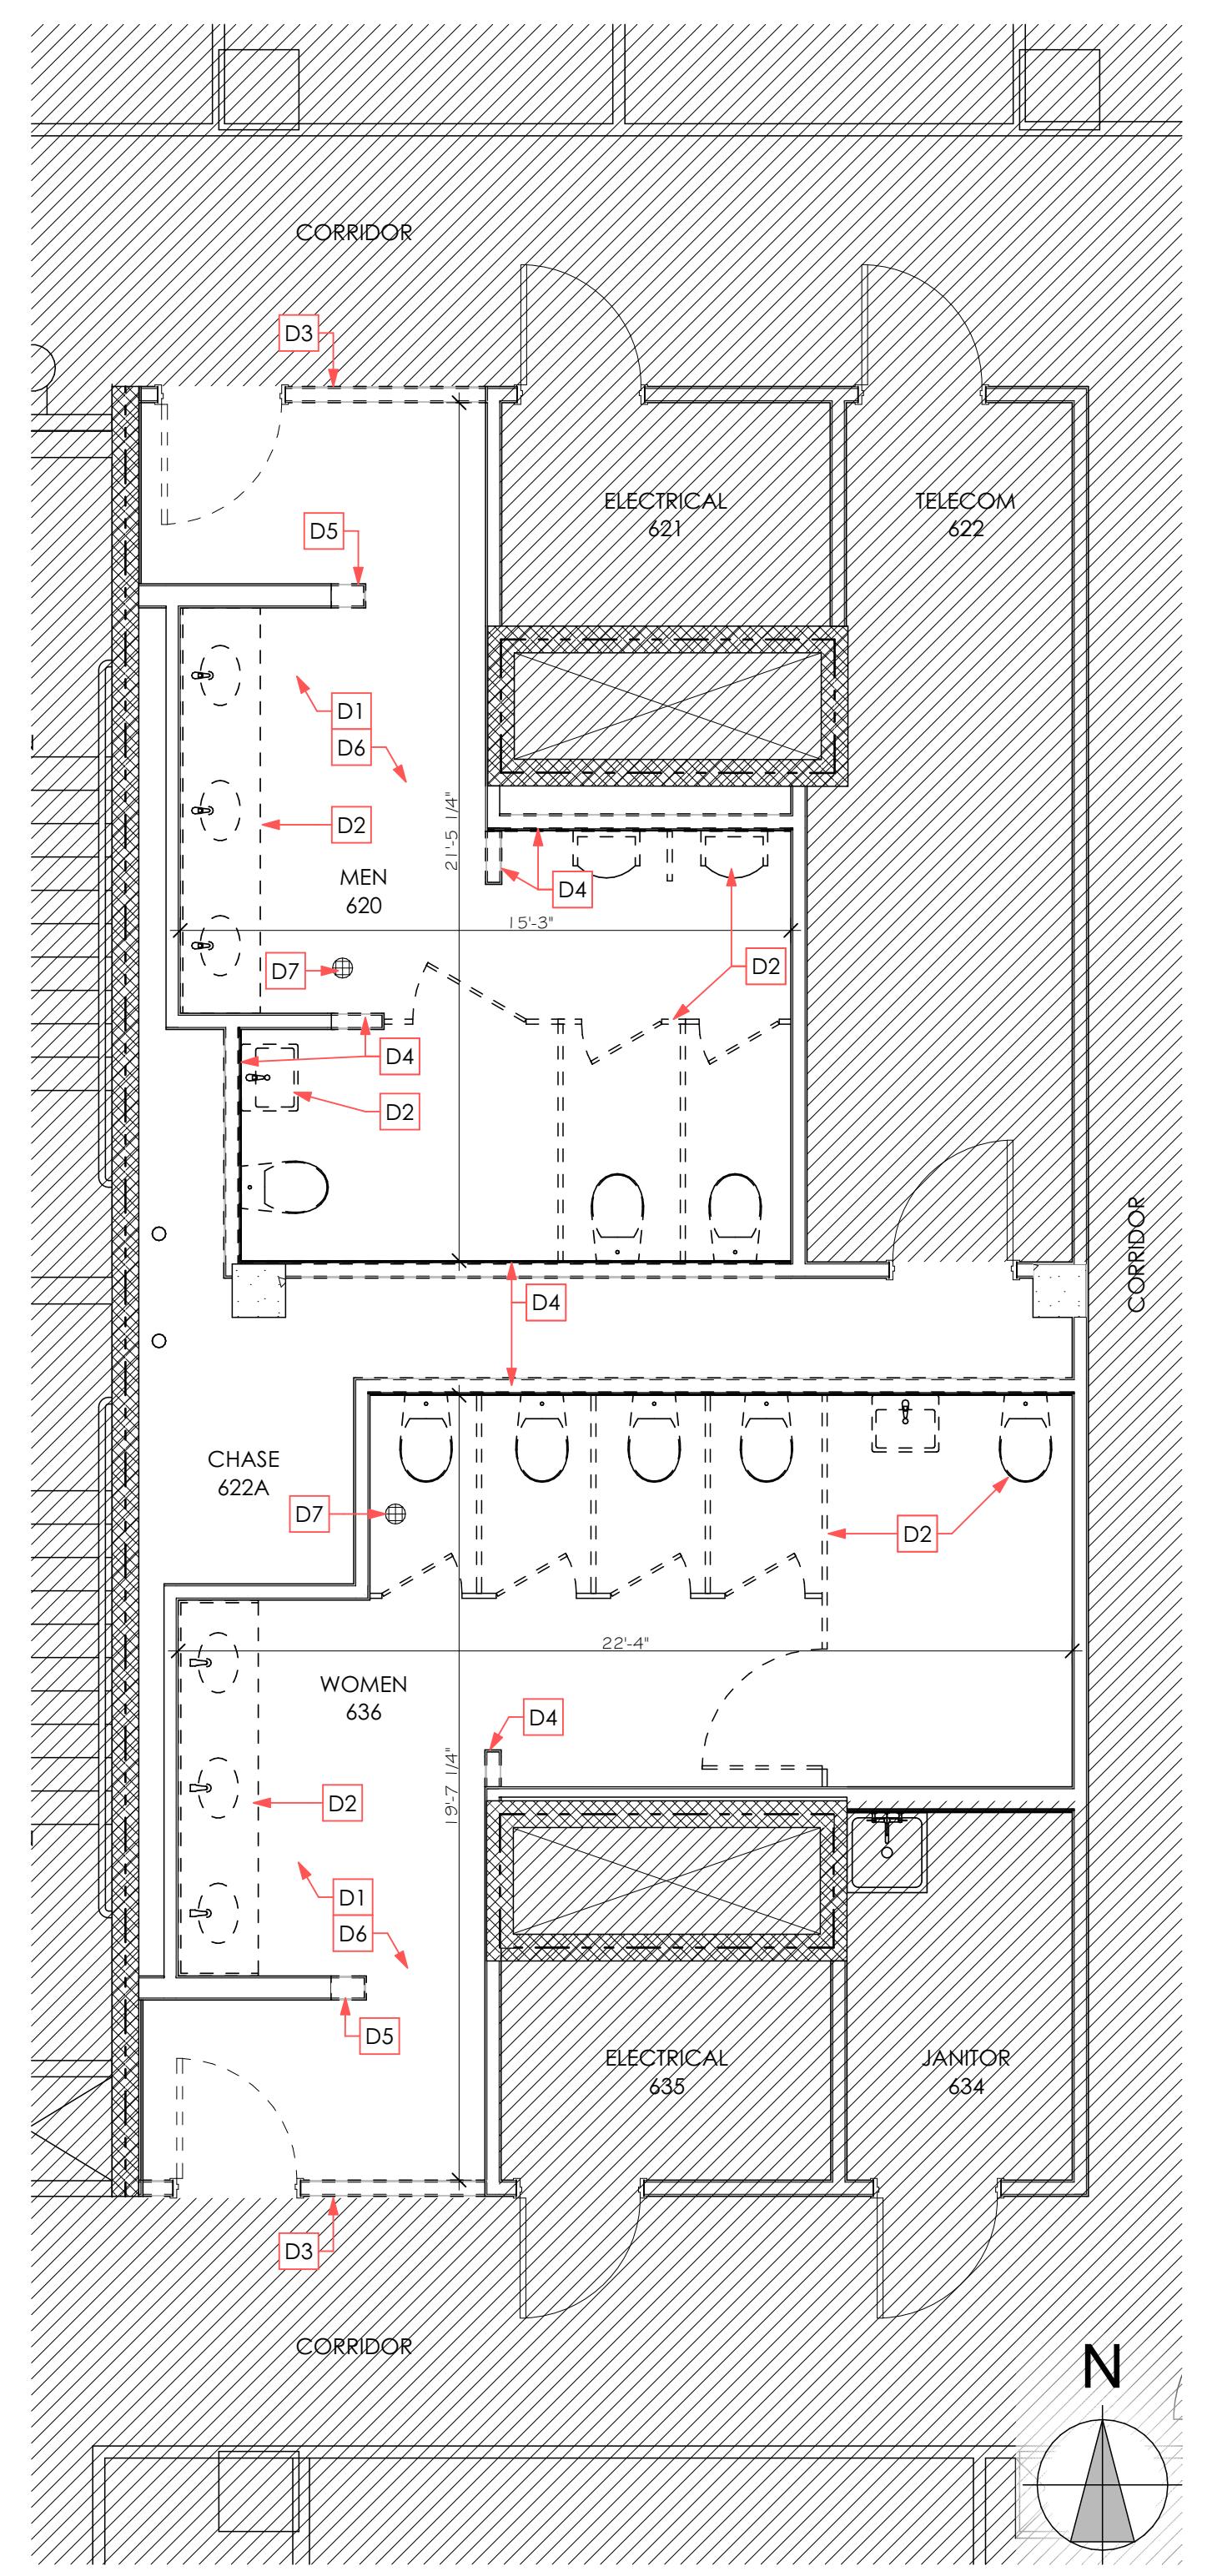 CORRIDOR
D3
ELECTRICAL
621
TELECOM
622
D5
D1
D6
D2
21'-5 1/4"
MEN
620
D4
15'-3"
D7
D2
D4
D2
CORRIDOR
D4
CHASE
622A
D7
D2
22'-4"
WOMEN
636
D4
19'-7 1/4"
D2
D1
D6
D5
ELECTRICAL
635
JANITOR
634
D3
CORRIDOR
N